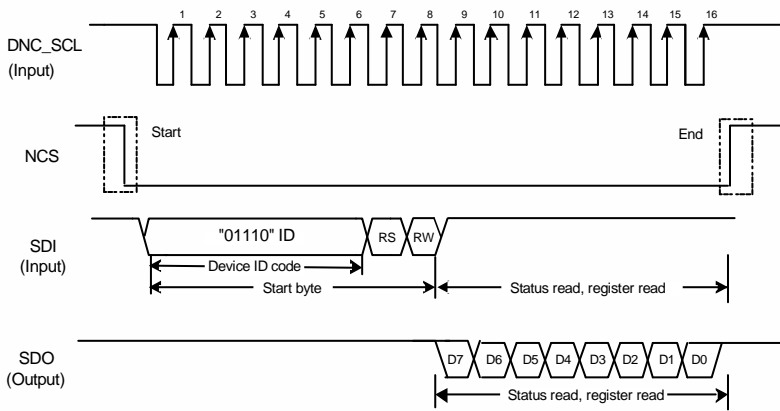 1 2 3 4 5 6 7 8 9 10 11 12 13 14 15 16
DNC_SCL
(Input)
Start
End
NCS
"01110" ID
RS
RW
SDI
(Input)
Device ID code
Start byte
Status read, register read
SDO
(Output)
D7 D6 D5 D4 D3 D2 D1 D0
Status read, register read